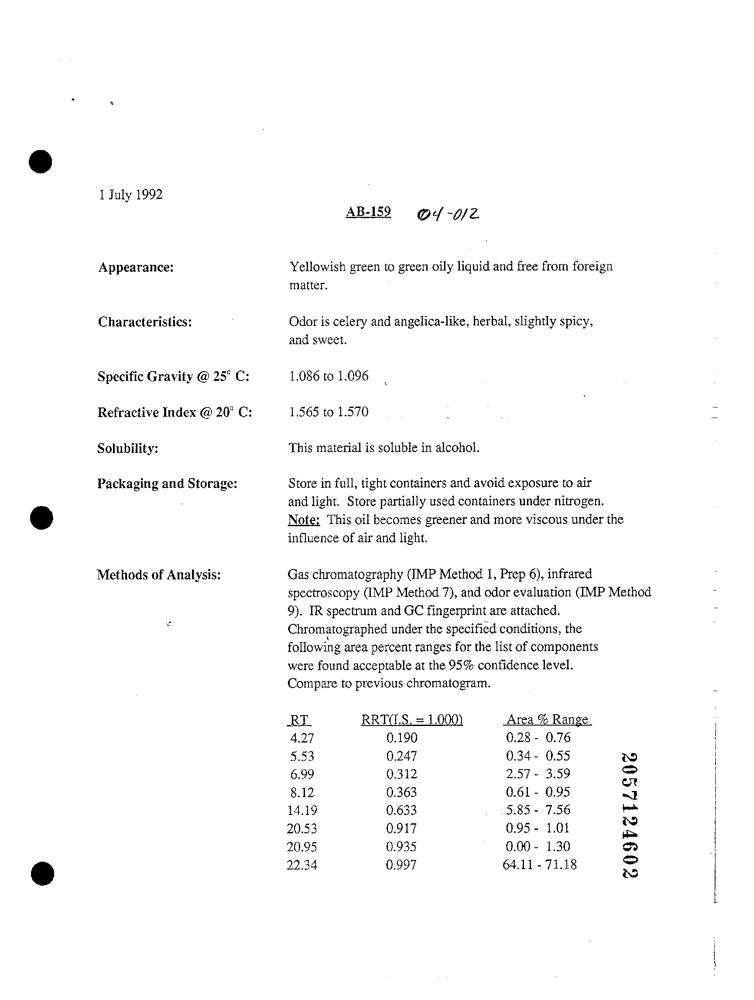 1 July 1992
AB-159 04-012
Appearance: Yellowish green to green oily liquid and free from foreign
matter.
Characteristics: Odor is celery and angelica-like, herbal, slightly spicy,
and sweet.
Specific Gravity @ 25° C: 1.086 to 1.096
Refractive Index @ 20° C: 1.565 to 1.570
Solubility: This material is soluble in alcohol.
Packaging and Storage: Store in full, tight containers and avoid exposure to air
and light. Store partially used containers under nitrogen.
Note: This oil becomes greener and more viscous under the
influence of air and light.
Methods of Analysis: Gas chromatography (IMP Method 1, Prep 6), infrared
spectroscopy (IMP Method 7), and odor evaluation (IMP Method
9). IR spectrum and GC fingerprint are attached.
Chromatographed under the specified conditions, the
following area percent ranges for the list of components
were found acceptable at the 95% confidence level.
Compare to previous chromatogram.
RT RRT(I.S. = 1.000) Area % Range
4.27 0.190 0.28 - 0.76
5.53 0.247 0.34 - 0.55
6.99 0.312 2.57 - 3.59
8.12 0.363 0.61 - 0.95
14.19 0.633 5.85 - 7.56
20.53 0.917 0.95 - 1.01
20.95 0.935 0.00 - 1.30
22.34 0.997 64.11 - 71.18
2057124602